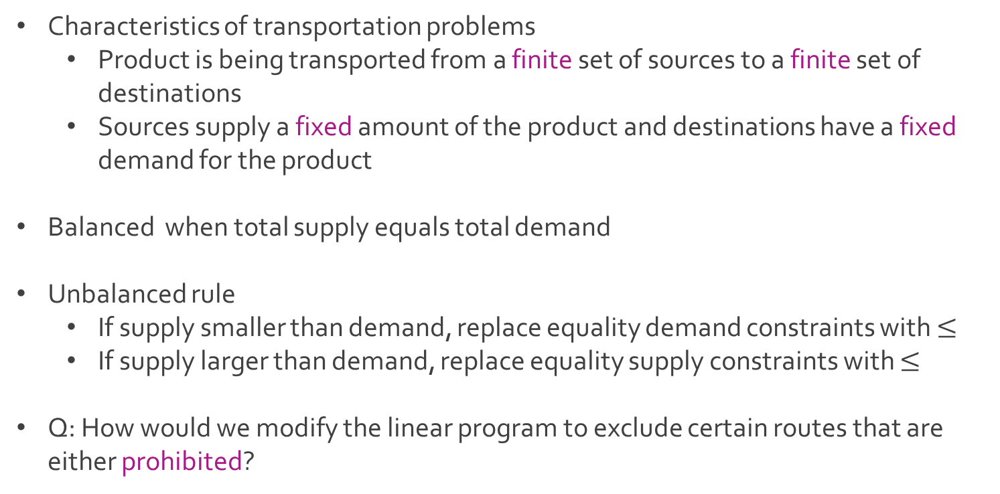 • Characteristics of transportation problems
• Product is being transported from a finite set of sources to a finite set of
destinations
• Sources supply a fixed amount of the product and destinations have a fixed
demand for the product
• Balanced when total supply equals total demand
• Unbalanced rule
• If supply smaller than demand, replace equality demand constraints with ≤
• If supply larger than demand, replace equality supply constraints with ≤
• Q: How would we modify the linear program to exclude certain routes that are
either prohibited?